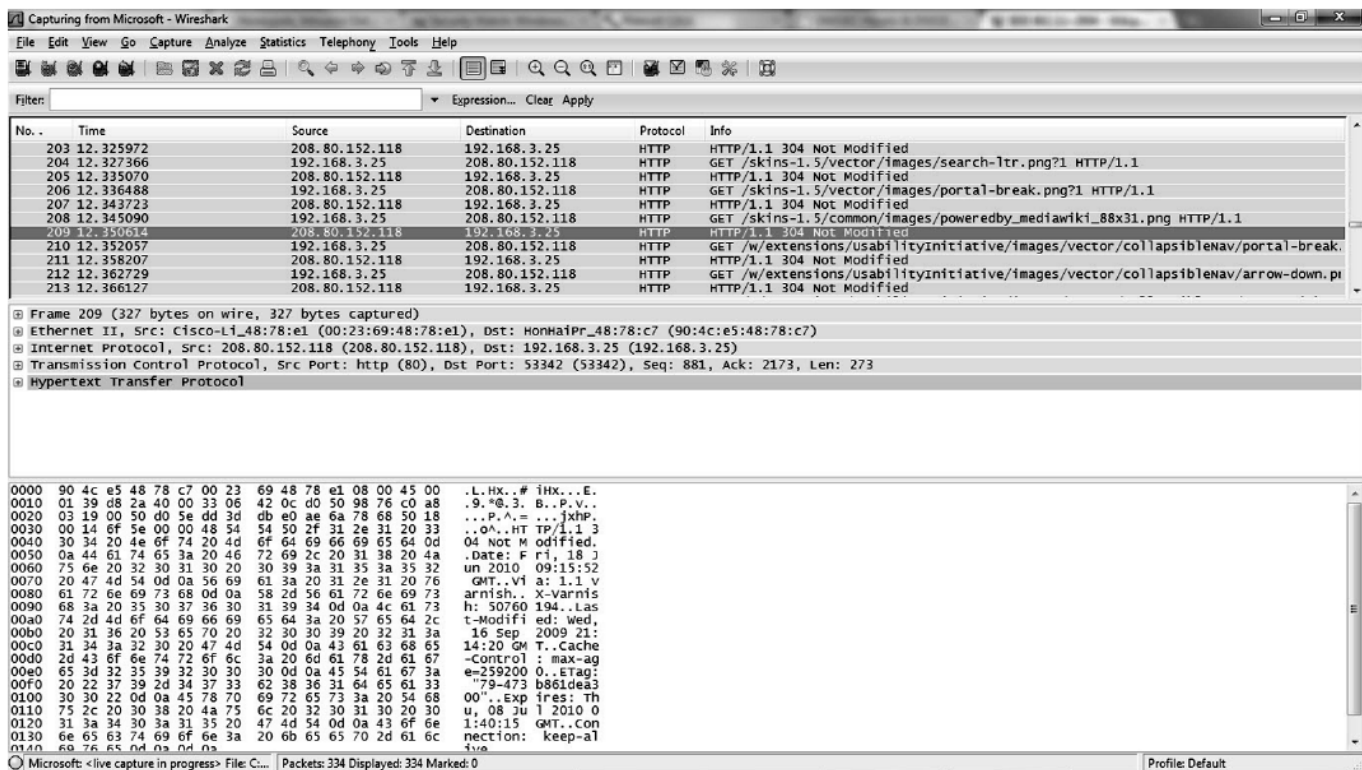 Capturing from Microsoft - Wireshark
File Edit View Go Capture Analyze Statistics Telephony Tools Help
Filter: Expression... Clear Apply
No. . Time Source Destination Protocol Info
203 12.325972 208.80.152.118 192.168.3.25 HTTP HTTP/1.1 304 Not Modified
204 12.327366 192.168.3.25 208.80.152.118 HTTP GET /skins-1.5/vector/images/search-ltr.png?1 HTTP/1.1
205 12.335070 208.80.152.118 192.168.3.25 HTTP HTTP/1.1 304 Not Modified
206 12.336488 192.168.3.25 208.80.152.118 HTTP GET /skins-1.5/vector/images/portal-break.png?1 HTTP/1.1
207 12.343723 208.80.152.118 192.168.3.25 HTTP HTTP/1.1 304 Not Modified
208 12.345090 192.168.3.25 208.80.152.118 HTTP GET /skins-1.5/common/images/poweredby_mediawiki_88x31.png HTTP/1.1
209 12.350614 208.80.152.118 192.168.3.25 HTTP HTTP/1.1 304 Not Modified
210 12.352057 192.168.3.25 208.80.152.118 HTTP GET /w/extensions/UsabilityInitiative/images/vector/collapsibleNav/portal-break.
211 12.358207 208.80.152.118 192.168.3.25 HTTP HTTP/1.1 304 Not Modified
212 12.362729 192.168.3.25 208.80.152.118 HTTP GET /w/extensions/UsabilityInitiative/images/vector/collapsibleNav/arrow-down.p
213 12.366127 208.80.152.118 192.168.3.25 HTTP HTTP/1.1 304 Not Modified
Frame 209 (327 bytes on wire, 327 bytes captured)
Ethernet II, Src: Cisco-Li_48:78:e1 (00:23:69:48:78:e1), Dst: HonHaiPr_48:78:c7 (90:4c:e5:48:78:c7)
Internet Protocol, Src: 208.80.152.118 (208.80.152.118), Dst: 192.168.3.25 (192.168.3.25)
Transmission Control Protocol, Src Port: http (80), Dst Port: 53342 (53342), Seq: 881, Ack: 2173, Len: 273
Hypertext Transfer Protocol
0000 90 4c e5 48 78 c7 00 23 69 48 78 e1 08 00 45 00 .L.Hx..# iHx...E.
0010 01 39 d8 2a 40 00 33 06 42 0c d0 50 98 76 c0 a8 .9.*@.3. B..P.v..
0020 03 19 00 50 d0 5e dd 3d db e0 ae 6a 78 68 50 18 ...P.^.= ...jxhP.
0030 00 14 6f 5e 00 00 48 54 54 50 2f 31 2e 31 20 33 ..o^..HT TP/1.1 3
0040 30 34 20 4e 6f 74 20 4d 6f 64 69 66 69 65 64 0d 04 Not M odified.
0050 0a 44 61 74 65 3a 20 46 72 69 2c 20 31 38 20 4a .Date: F ri, 18 J
0060 75 6e 20 32 30 31 30 20 30 39 3a 31 35 3a 35 32 un 2010 09:15:52
0070 20 47 4d 54 0d 0a 56 69 61 3a 20 31 2e 31 20 76 GMT..Vi a: 1.1 v
0080 61 72 6e 69 73 68 0d 0a 58 2d 56 61 72 6e 69 73 arnish.. X-Varnis
0090 68 3a 20 35 30 37 36 30 31 39 34 0d 0a 4c 61 73 h: 50760 194..Las
00a0 74 2d 4d 6f 64 69 66 69 65 64 3a 20 57 65 64 2c t-Modifi ed: Wed,
00b0 20 31 36 20 53 65 70 20 32 30 30 39 20 32 31 3a 16 Sep 2009 21:
00c0 31 34 3a 32 30 20 47 4d 54 0d 0a 43 61 63 68 65 14:20 GM T..Cache
00d0 2d 43 6f 6e 74 72 6f 6c 3a 20 6d 61 78 2d 61 67 -Control : max-ag
00e0 65 3d 32 35 39 32 30 30 30 0d 0a 45 54 61 67 3a e=259200 0..ETag:
00f0 20 22 37 39 2d 34 37 33 62 38 36 31 64 65 61 33 "79-473 b861dea3
0100 30 30 22 0d 0a 45 78 70 69 72 65 73 3a 20 54 68 00"..Exp ires: Th
0110 75 2c 20 30 38 20 4a 75 6c 20 32 30 31 30 20 30 u, 08 Ju l 2010 0
0120 31 3a 34 30 3a 31 35 20 47 4d 54 0d 0a 43 6f 6e 1:40:15 GMT..Con
0130 6e 65 63 74 69 6f 6e 3a 20 6b 65 65 70 2d 61 6c nection: keep-al
0140 69 76 65 0d 0a 0d 0a ive....
Microsoft: <live capture in progress> File: C:... Packets: 334 Displayed: 334 Marked: 0 Profile: Default